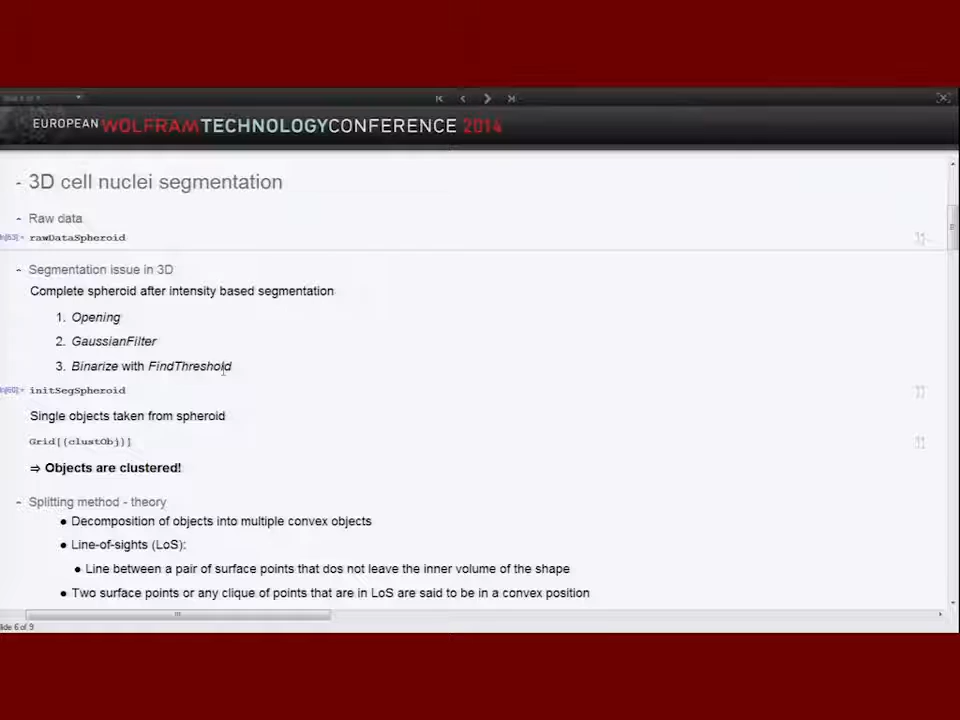 EUROPEAN WOLFRAMTECHNOLOGYCONFERENCE 2014
- 3D cell nuclei segmentation
- Raw data
In[63]:= rawDataSpheroid
Segmentation issue in 3D
Complete spheroid after intensity based segmentation
1. Opening
2. GaussianFilter
3. Binarize with FindThreshold
initSegSpheroid
Single objects taken from spheroid
Grid[{clustObj}]
⇒ Objects are clustered!
- Splitting method - theory
● Decomposition of objects into multiple convex objects
● Line-of-sights (LoS):
● Line between a pair of surface points that dos not leave the inner volume of the shape
● Two surface points or any clique of points that are in LoS are said to be in a convex position
lide 6 of 9